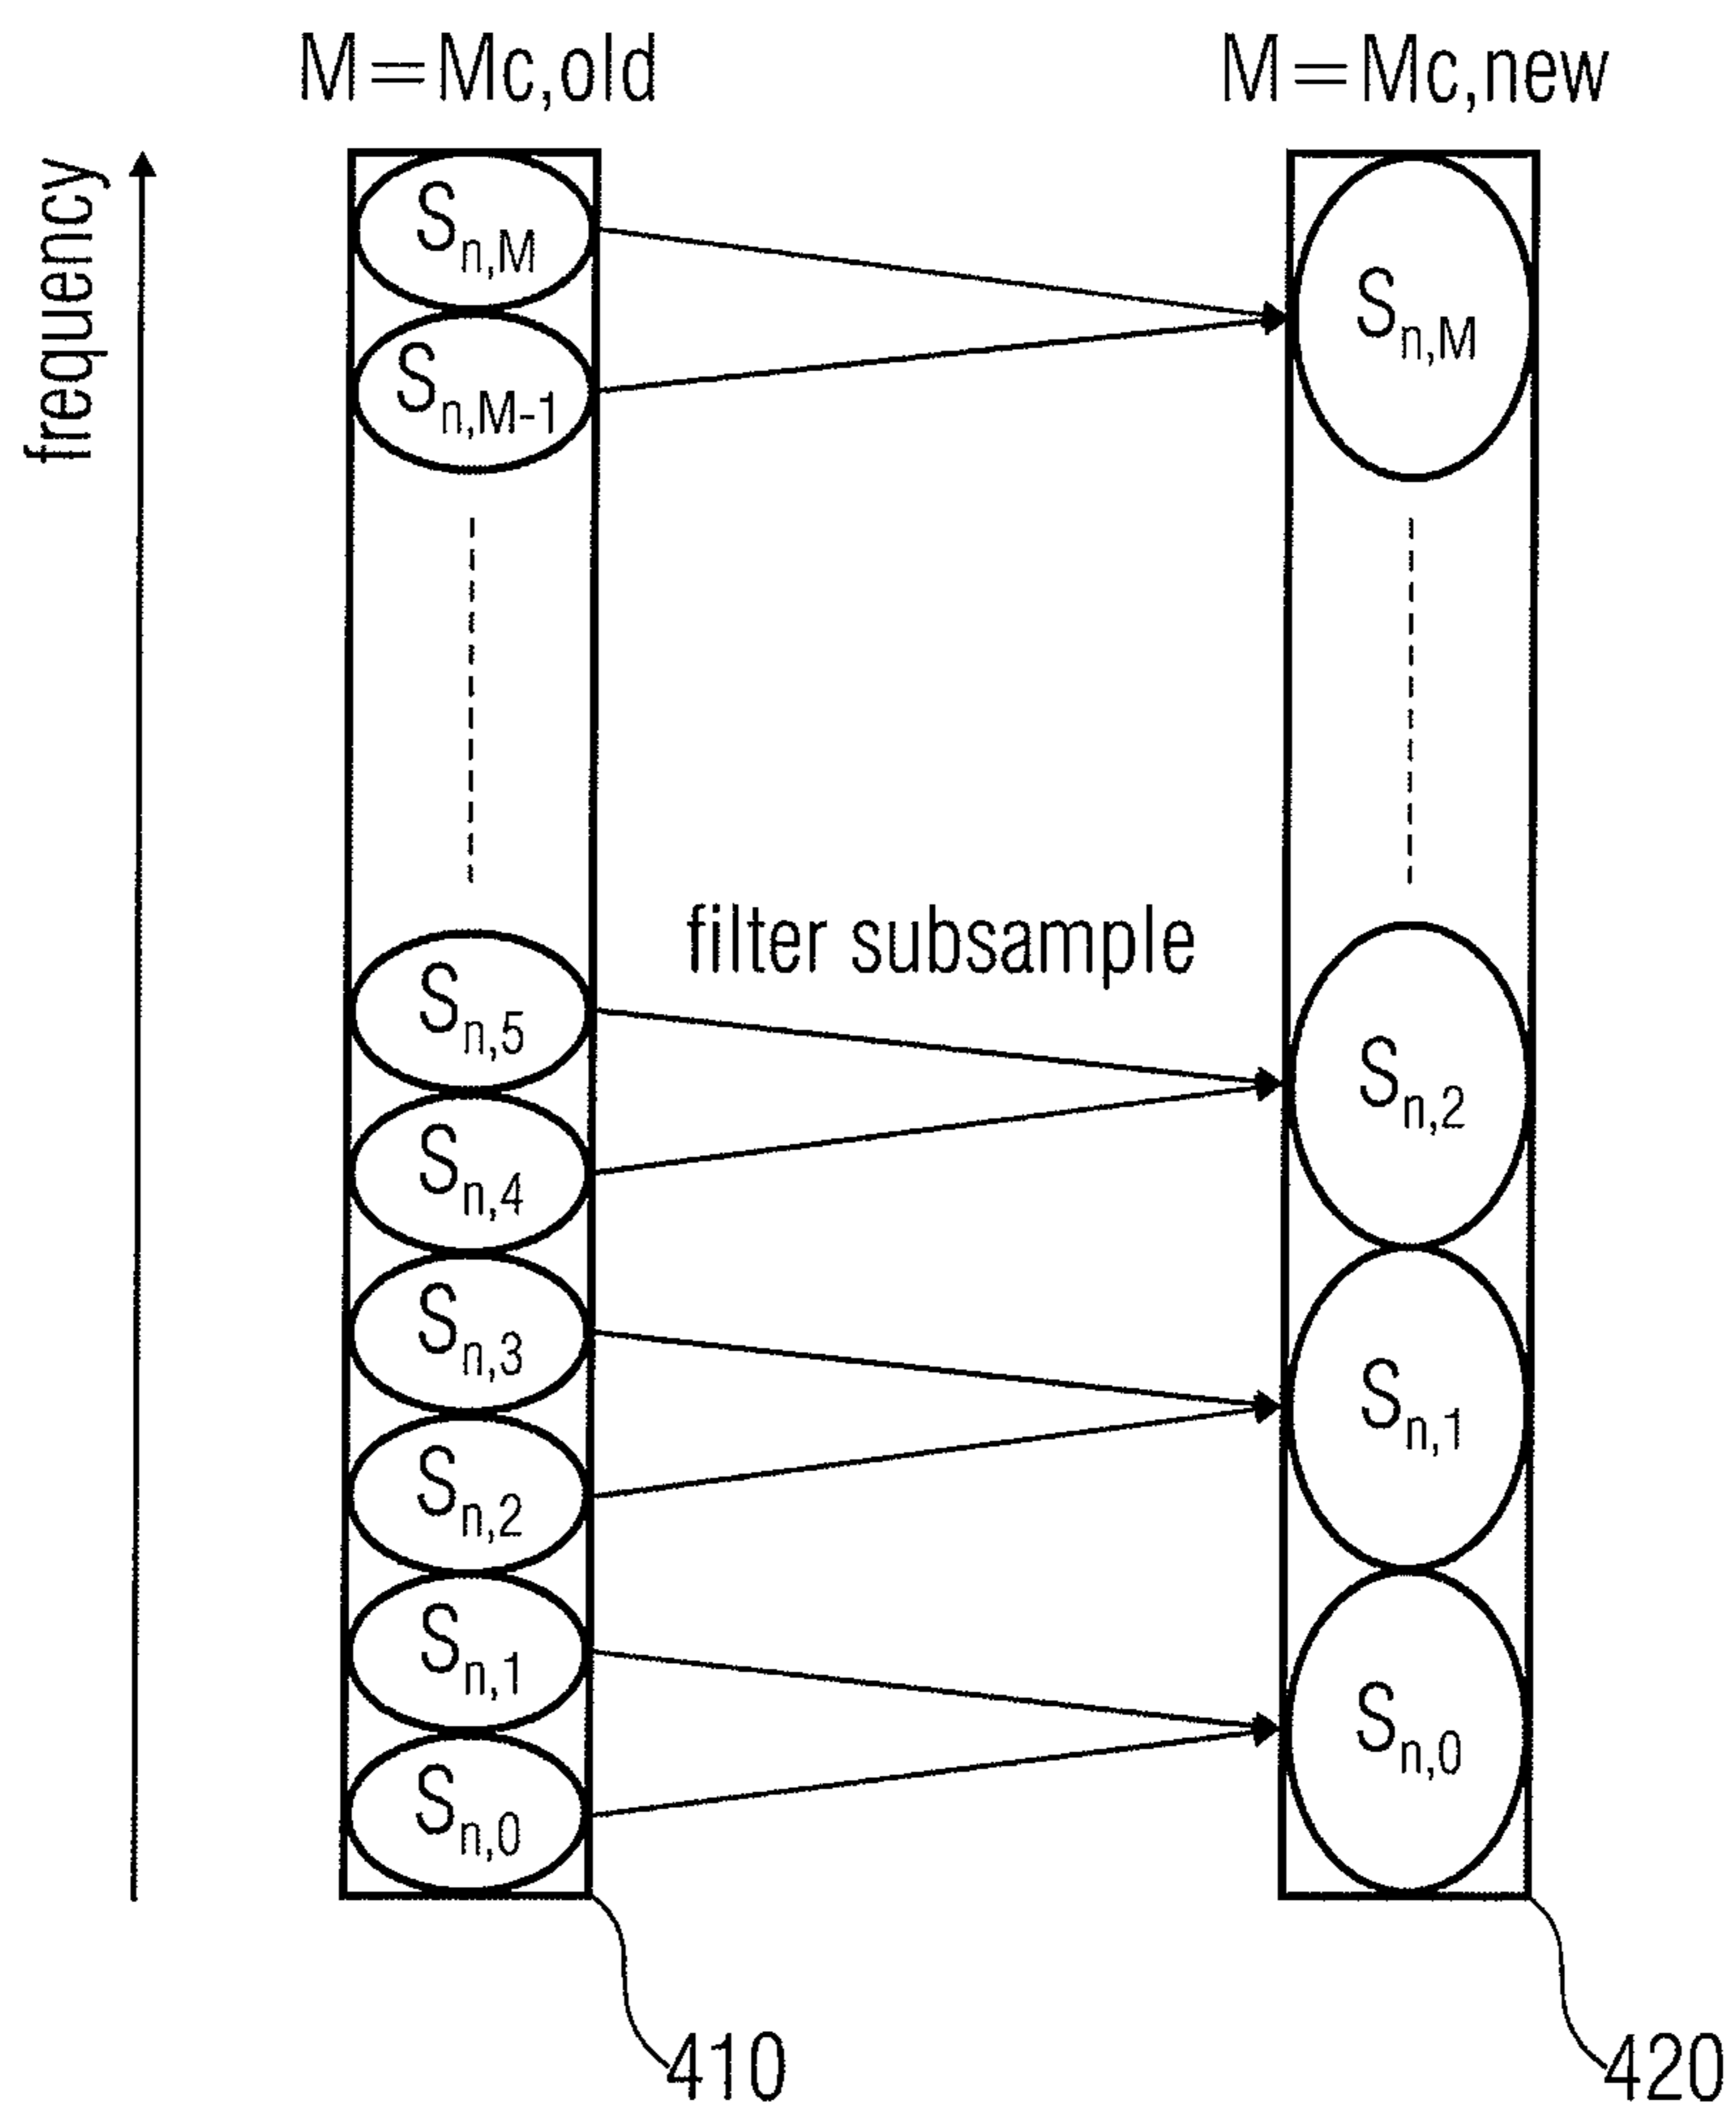 M=Mc,old
M=Mc,new
frequency
Sn,M
Sn,M
Sn,M-1
filter subsample
Sn,5
Sn,2
Sn,4
Sn,3
Sn,1
Sn,2
Sn,1
Sn,0
Sn,0
410
420